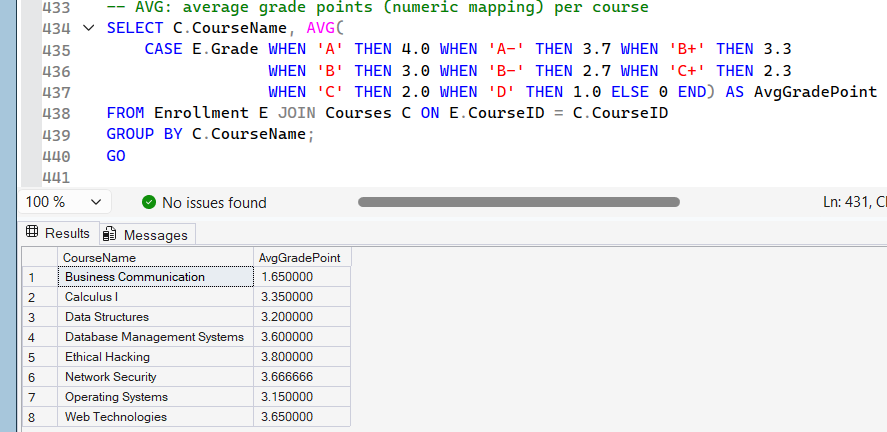 433 -- AVG: average grade points (numeric mapping) per course
434 SELECT C.CourseName, AVG(
435 CASE E.Grade WHEN 'A' THEN 4.0 WHEN 'A-' THEN 3.7 WHEN 'B+' THEN 3.3
436 WHEN 'B' THEN 3.0 WHEN 'B-' THEN 2.7 WHEN 'C+' THEN 2.3
437 WHEN 'C' THEN 2.0 WHEN 'D' THEN 1.0 ELSE 0 END) AS AvgGradePoint
438 FROM Enrollment E JOIN Courses C ON E.CourseID = C.CourseID
439 GROUP BY C.CourseName;
440 GO
441
100 % No issues found Ln: 431, C
Results Messages
CourseName AvgGradePoint
1 Business Communication 1.650000
2 Calculus I 3.350000
3 Data Structures 3.200000
4 Database Management Systems 3.600000
5 Ethical Hacking 3.800000
6 Network Security 3.666666
7 Operating Systems 3.150000
8 Web Technologies 3.650000